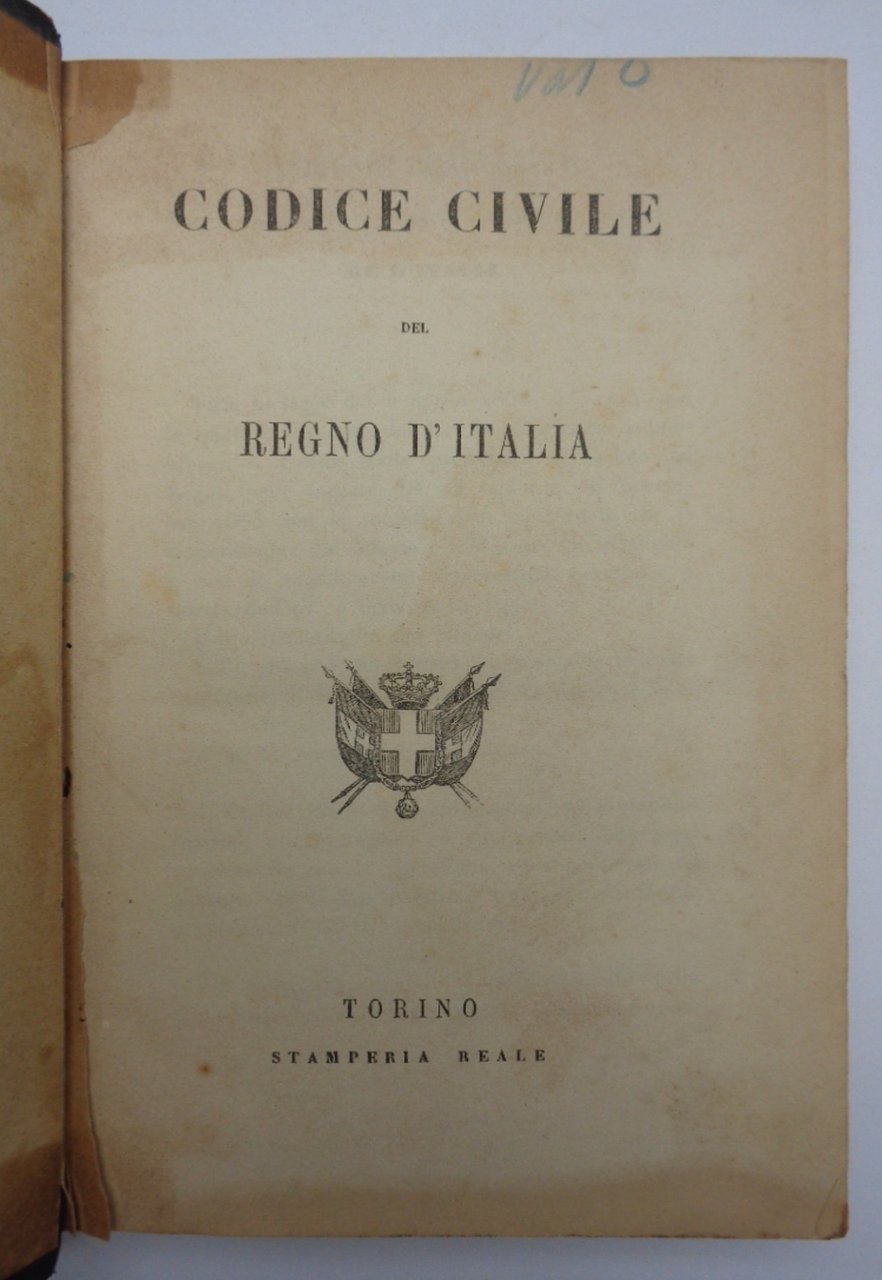 CODICE CIVILE
DEL
REGNO D'ITALIA
TORINO
STAMPERIA REALE